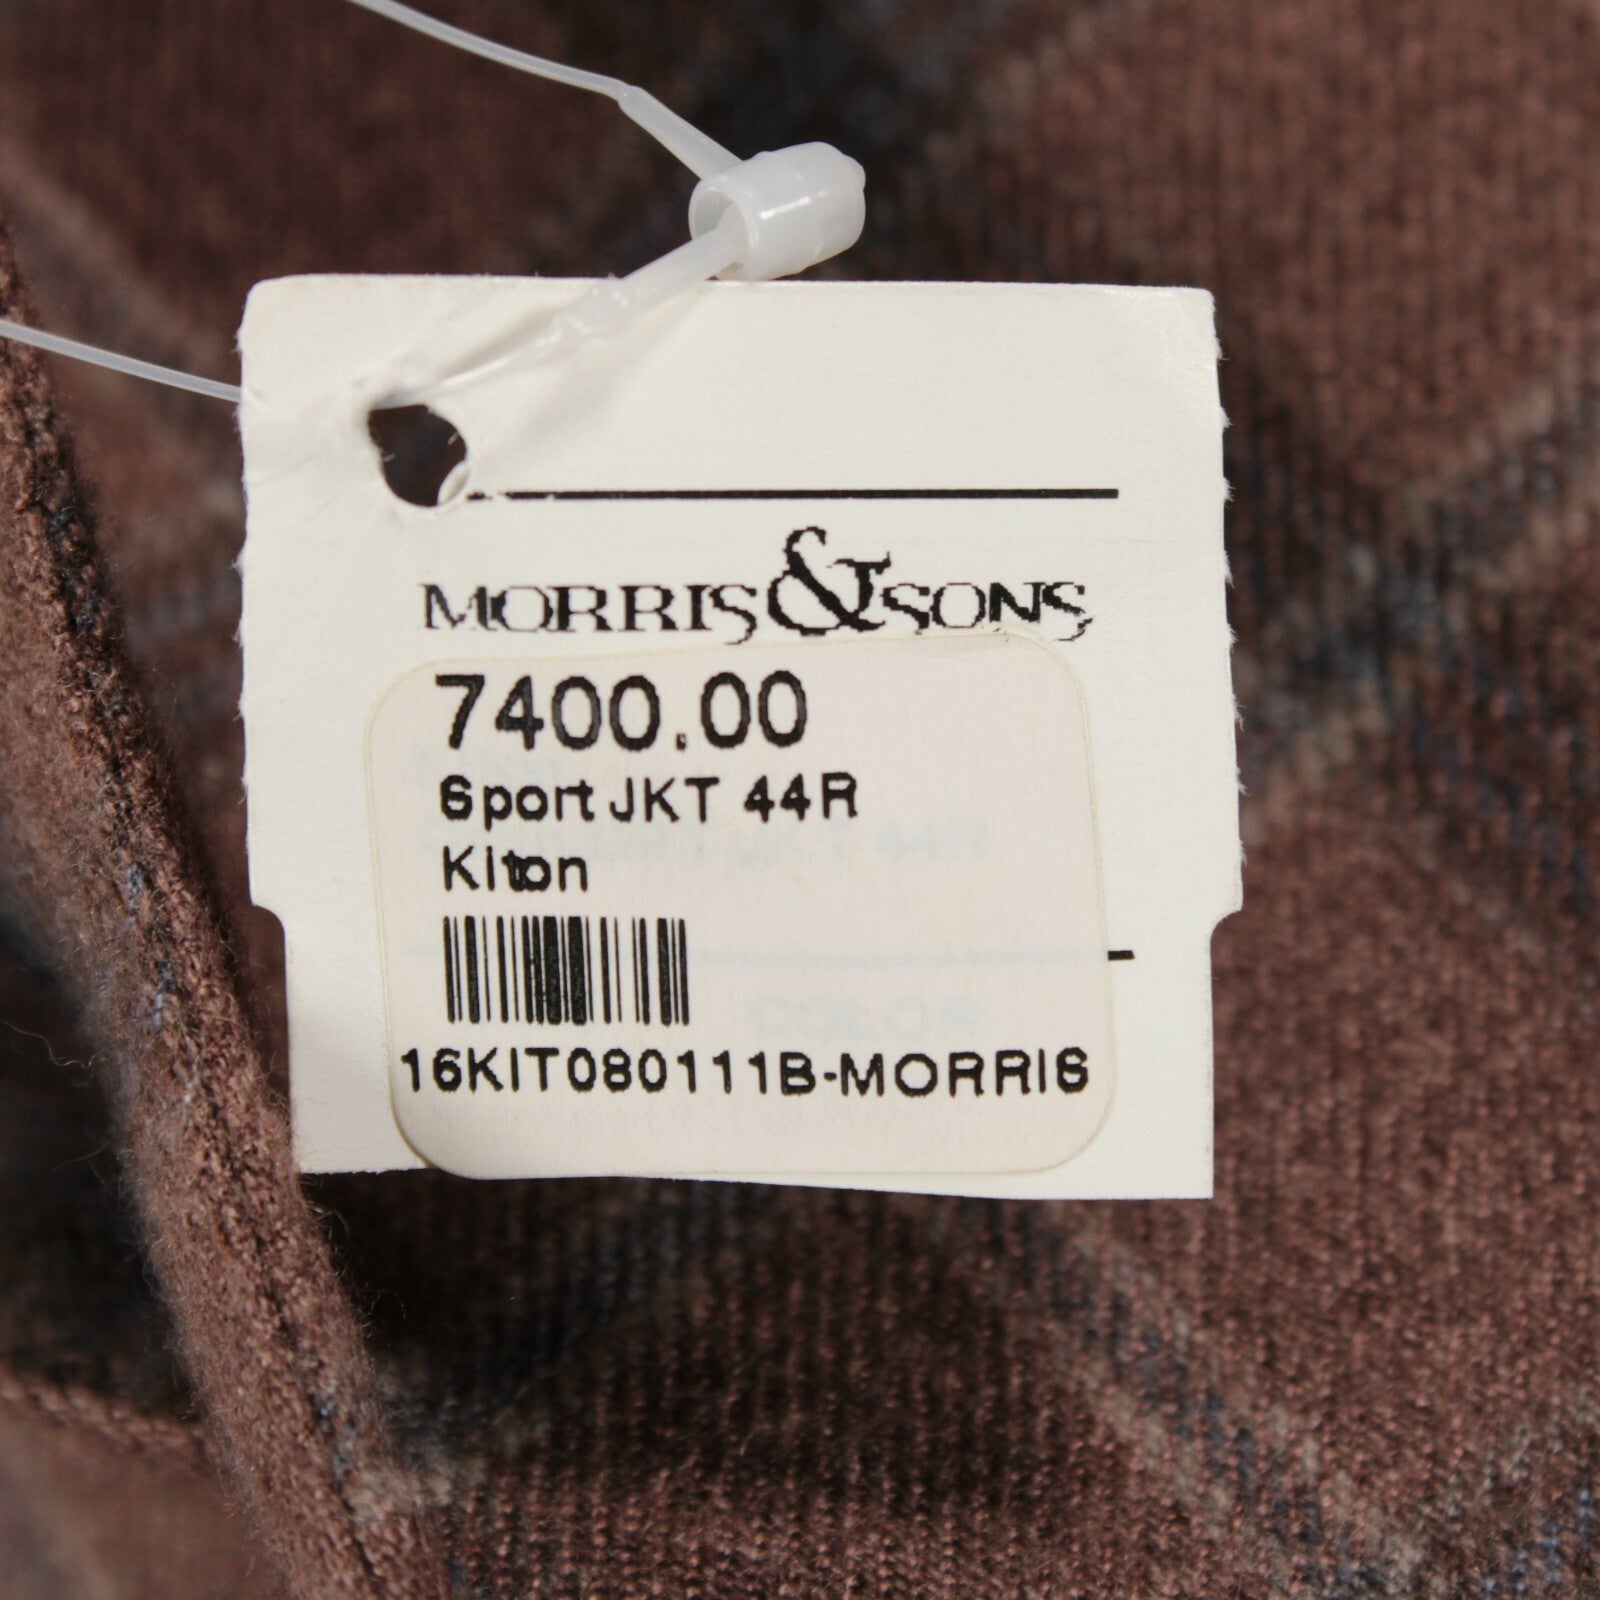 MORRIS & SONS
7400.00
Sport JKT 44R
Kiton
16KIT080111B-MORRIS
COLOR